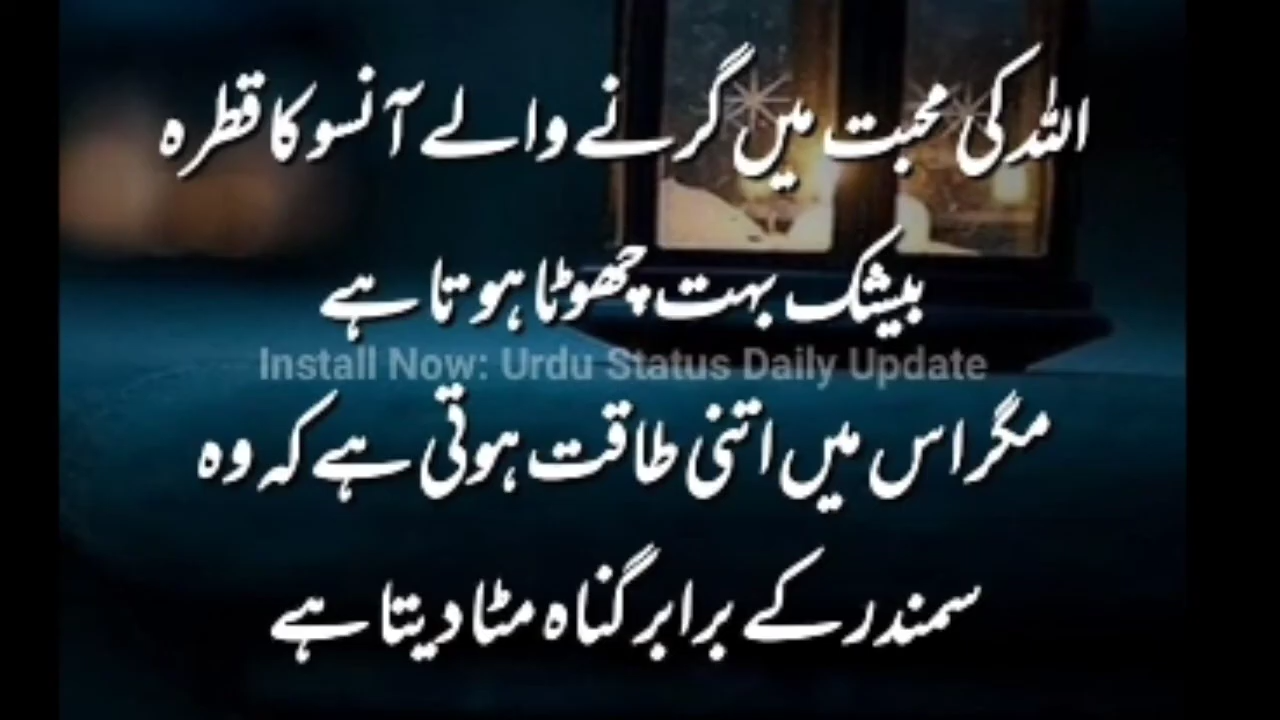 اللہ کی محبت میں گرنے والے آنسو کا قطرہ
بیشک بہت چھوٹا ہوتا ہے
Install Now: Urdu Status Daily Update
مگر اس میں اتنی طاقت ہوتی ہے کہ وہ
سمندر کے برابر گناہ مٹا دیتا ہے